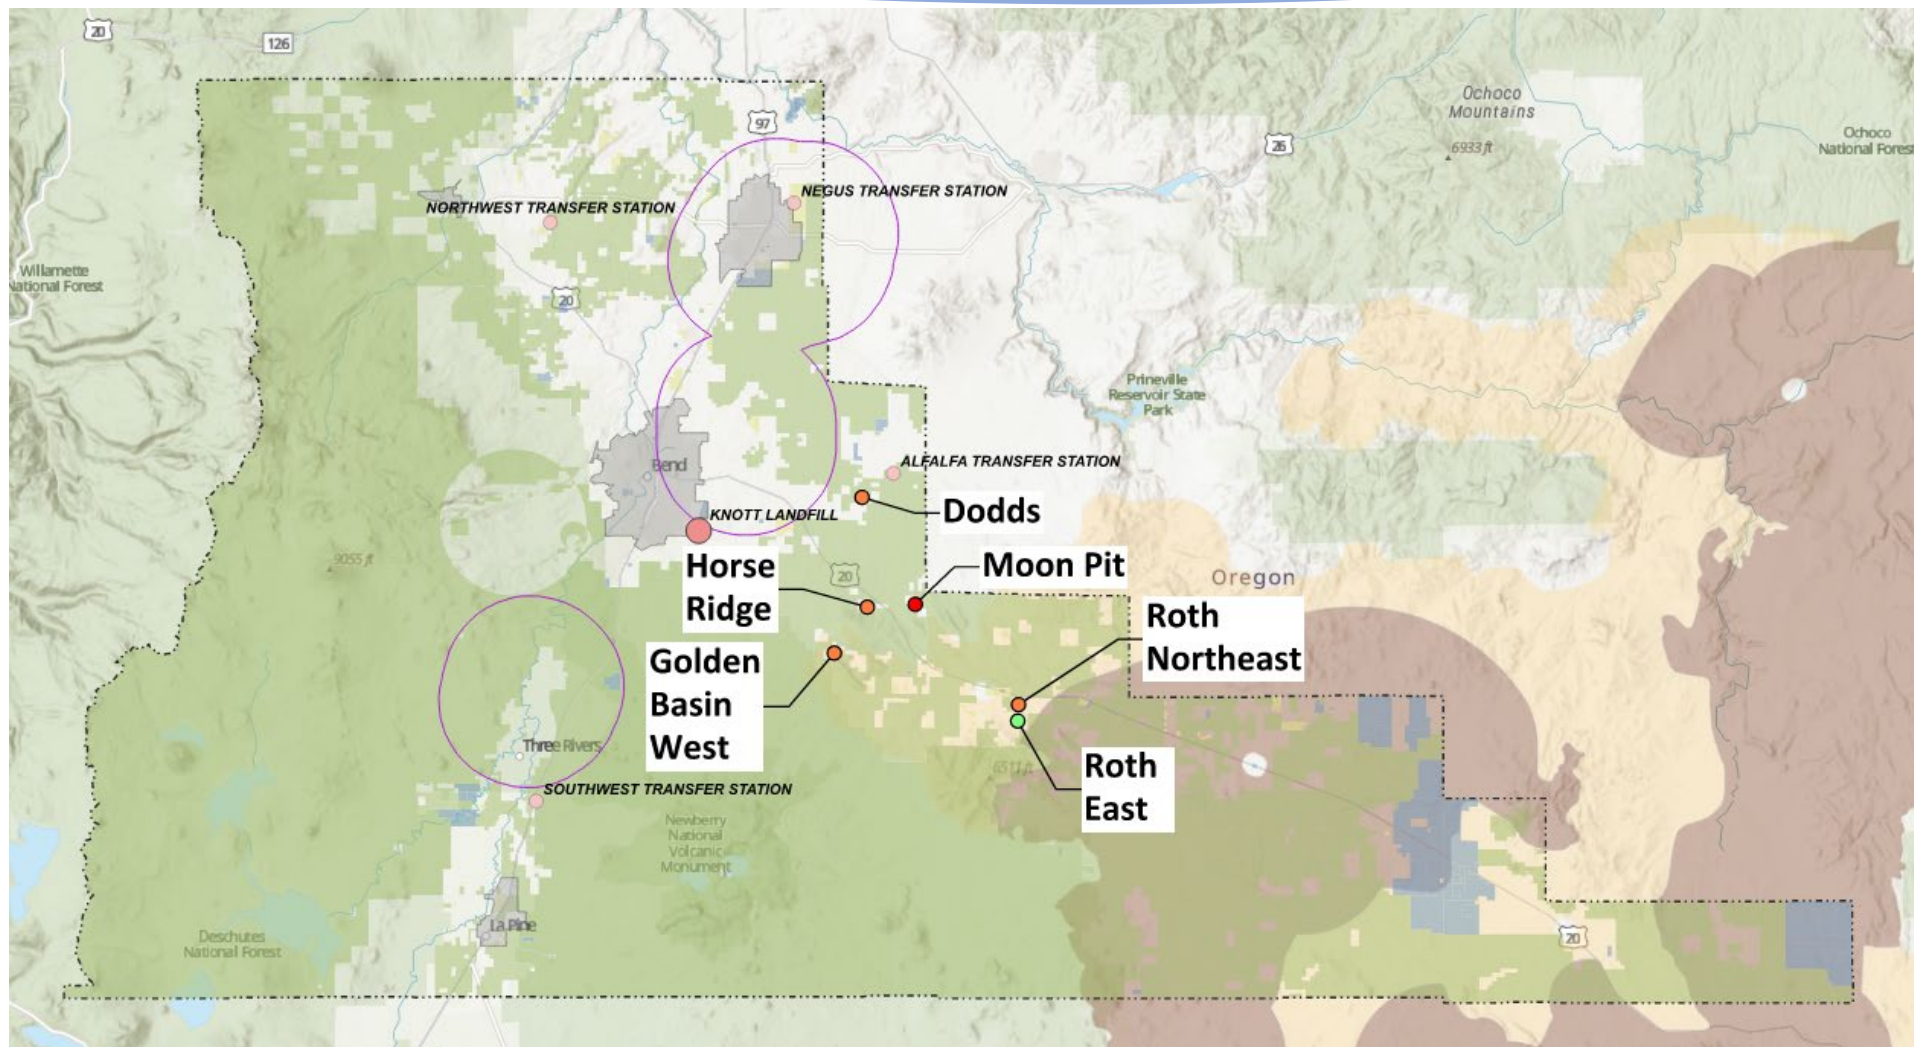 20
126
97
26
Ochoco
Mountains
6933 ft
Ochoco
National Forest
NEGUS TRANSFER STATION
NORTHWEST TRANSFER STATION
Willamette
National Forest
20
Prineville
Reservoir State
Park
Bend
ALFALFA TRANSFER STATION
KNOTT LANDFILL
Dodds
9055 ft
Horse
Ridge
20
Moon Pit
Oregon
Roth
Northeast
Golden
Basin
West
Three Rivers
6511 ft
Roth
East
SOUTHWEST TRANSFER STATION
Newberry
National
Volcanic
Monument
La Pine
Deschutes
National Forest
20